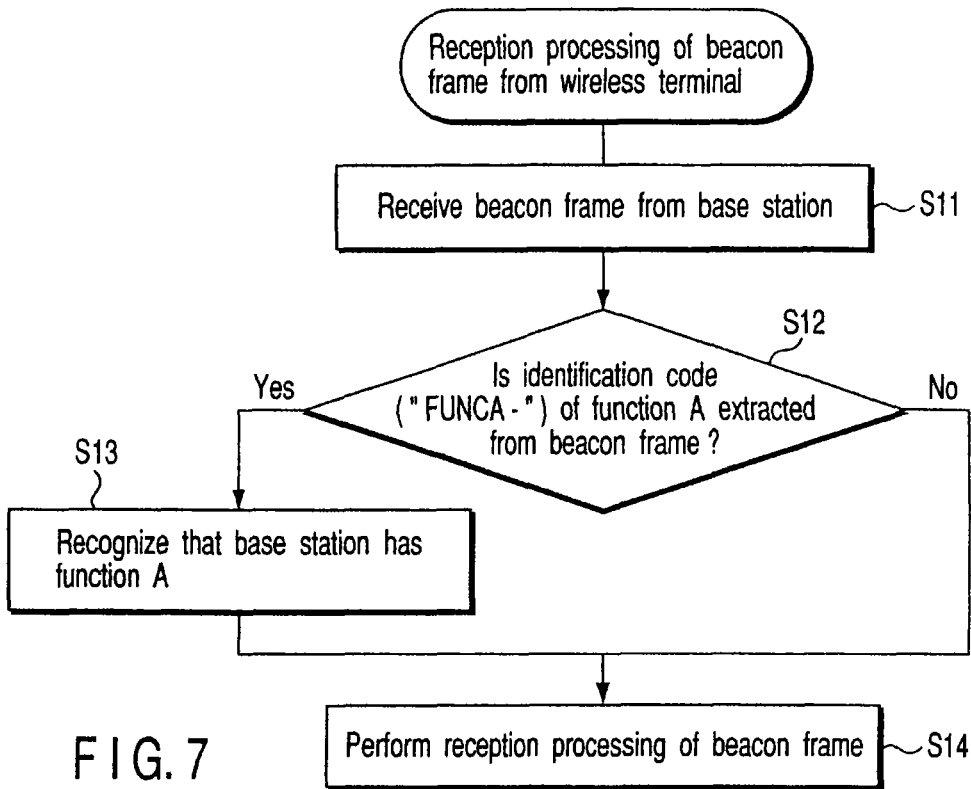 Reception processing of beacon
frame from wireless terminal
Receive beacon frame from base station
S11
S12
Is identification code
("FUNCA-") of function A extracted
from beacon frame?
Yes
No
S13
Recognize that base station has
function A
Perform reception processing of beacon frame
S14
FIG. 7